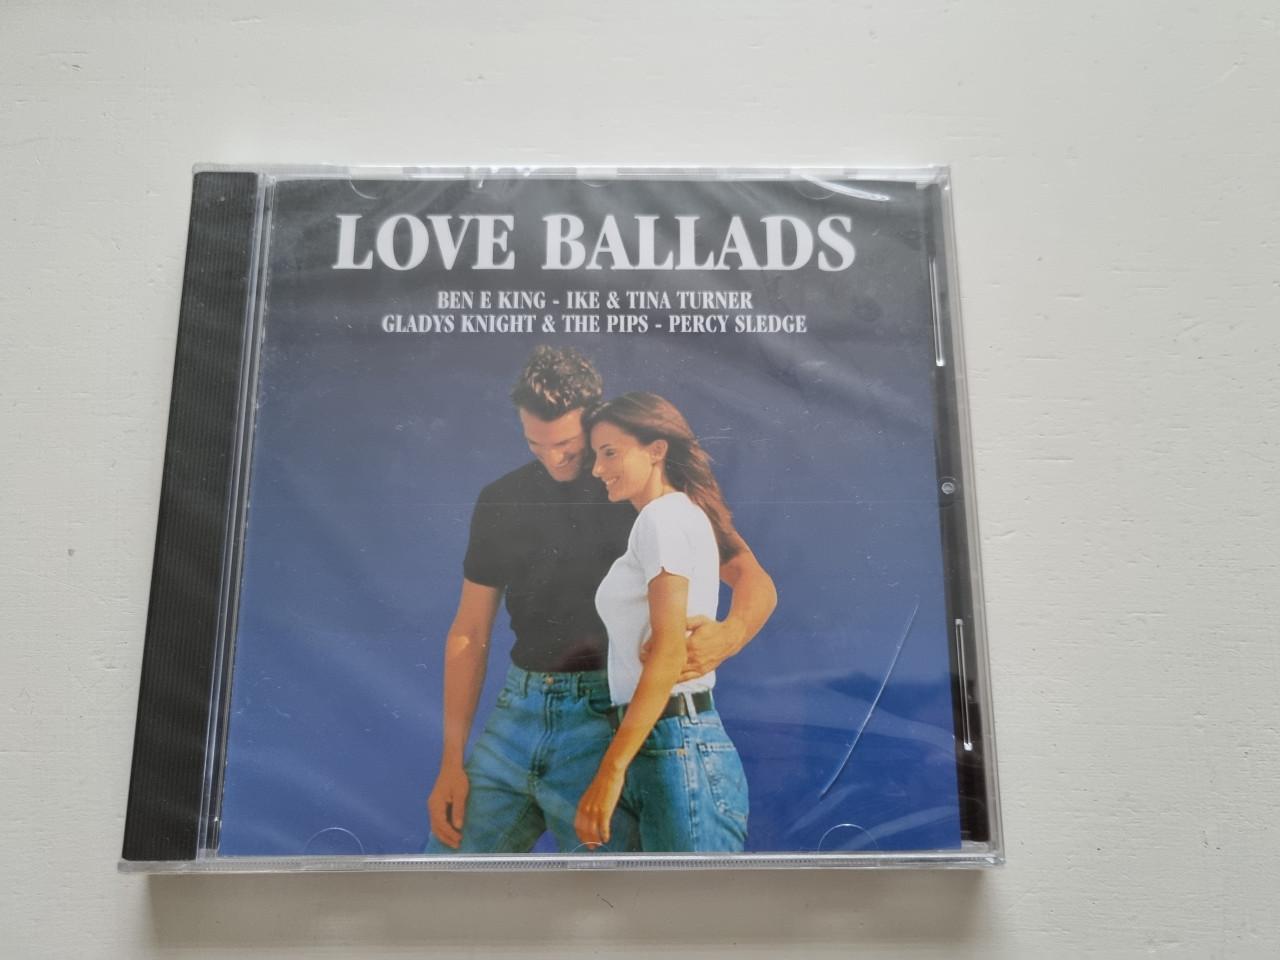 LOVE BALLADS
BEN E KING - IKE & TINA TURNER
GLADYS KNIGHT & THE PIPS - PERCY SLEDGE